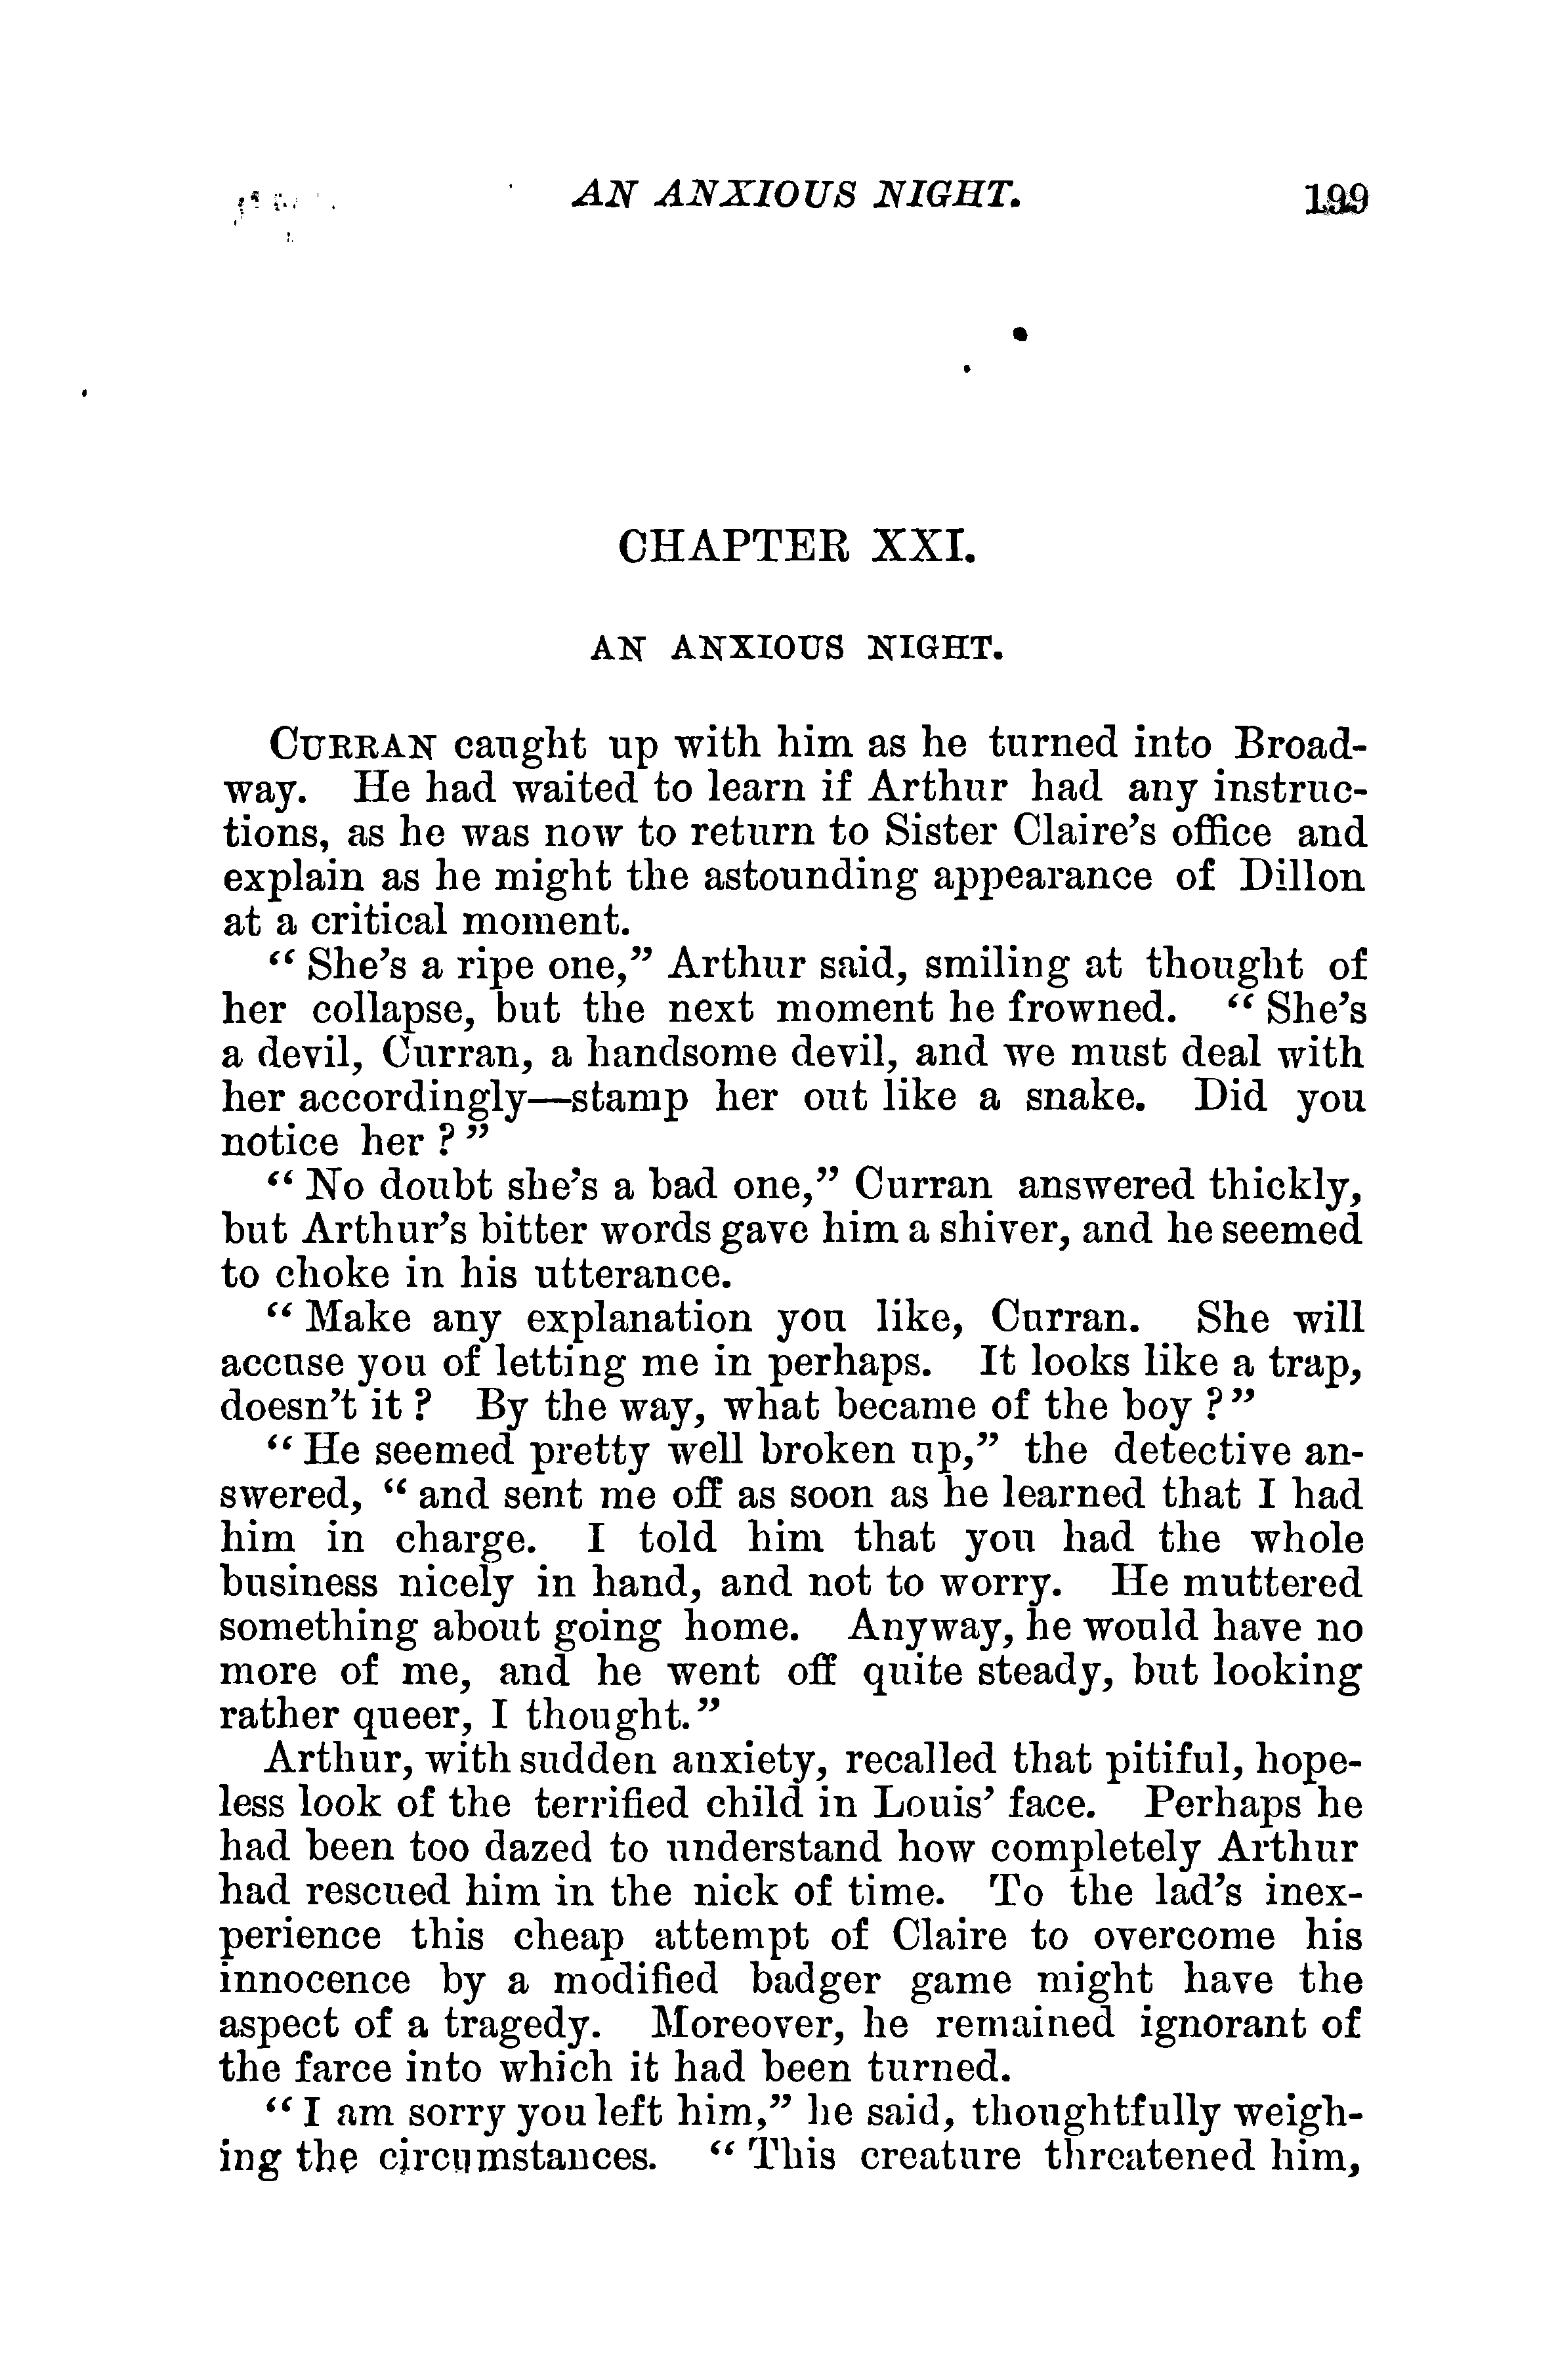 AN ANXIOUS NIGHT. 199
CHAPTER XXI.
AN ANXIOUS NIGHT.
CURRAN caught up with him as he turned into Broad-
way. He had waited to learn if Arthur had any instruc-
tions, as he was now to return to Sister Claire's office and
explain as he might the astounding appearance of Dillon
at a critical moment.
" She's a ripe one," Arthur said, smiling at thought of
her collapse, but the next moment he frowned. " She's
a devil, Curran, a handsome devil, and we must deal with
her accordingly—stamp her out like a snake. Did you
notice her ? "
" No doubt she's a bad one," Curran answered thickly,
but Arthur's bitter words gave him a shiver, and he seemed
to choke in his utterance.
" Make any explanation you like, Curran. She will
accuse you of letting me in perhaps. It looks like a trap,
doesn't it ? By the way, what became of the boy ? "
" He seemed pretty well broken up," the detective an-
swered, " and sent me off as soon as he learned that I had
him in charge. I told him that you had the whole
business nicely in hand, and not to worry. He muttered
something about going home. Anyway, he would have no
more of me, and he went off quite steady, but looking
rather queer, I thought."
Arthur, with sudden anxiety, recalled that pitiful, hope-
less look of the terrified child in Louis' face. Perhaps he
had been too dazed to understand how completely Arthur
had rescued him in the nick of time. To the lad's inex-
perience this cheap attempt of Claire to overcome his
innocence by a modified badger game might have the
aspect of a tragedy. Moreover, he remained ignorant of
the farce into which it had been turned.
" I am sorry you left him," he said, thoughtfully weigh-
ing the circumstances. " This creature threatened him,